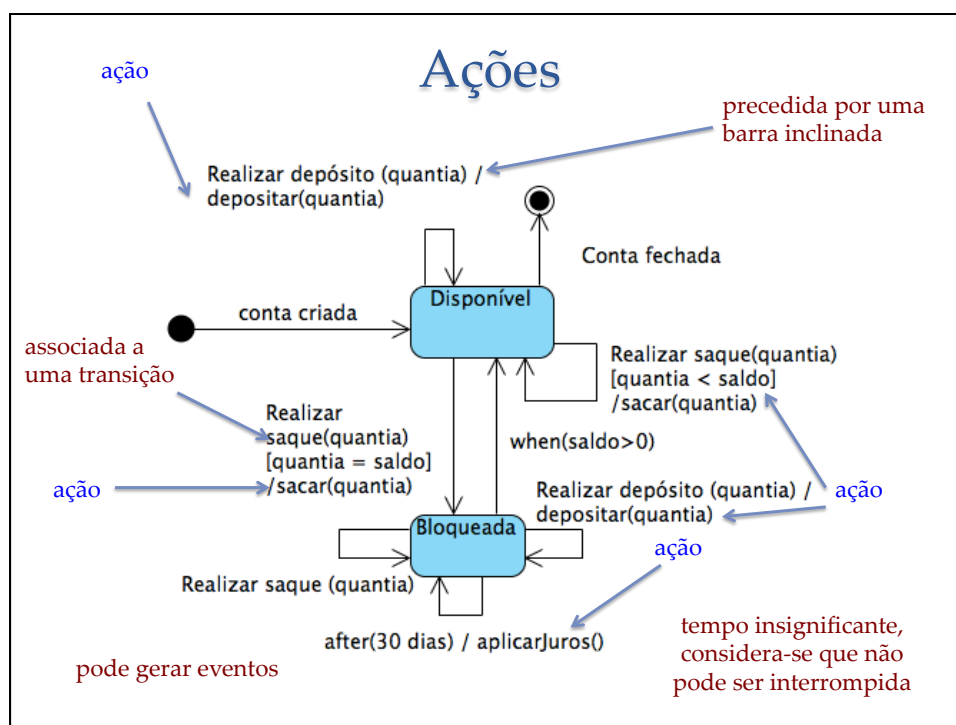 Ações
ação
precedida por uma
barra inclinada
Realizar depósito (quantia) /
depositar(quantia)
Conta fechada
Disponível
conta criada
associada a
uma transição
Realizar saque(quantia)
[quantia < saldo]
/sacar(quantia)
Realizar
saque(quantia)
[quantia = saldo]
/sacar(quantia)
when(saldo>0)
ação
Realizar depósito (quantia) /
depositar(quantia)
ação
Bloqueada
ação
Realizar saque (quantia)
after(30 dias) / aplicarJuros()
pode gerar eventos
tempo insignificante,
considera-se que não
pode ser interrompida